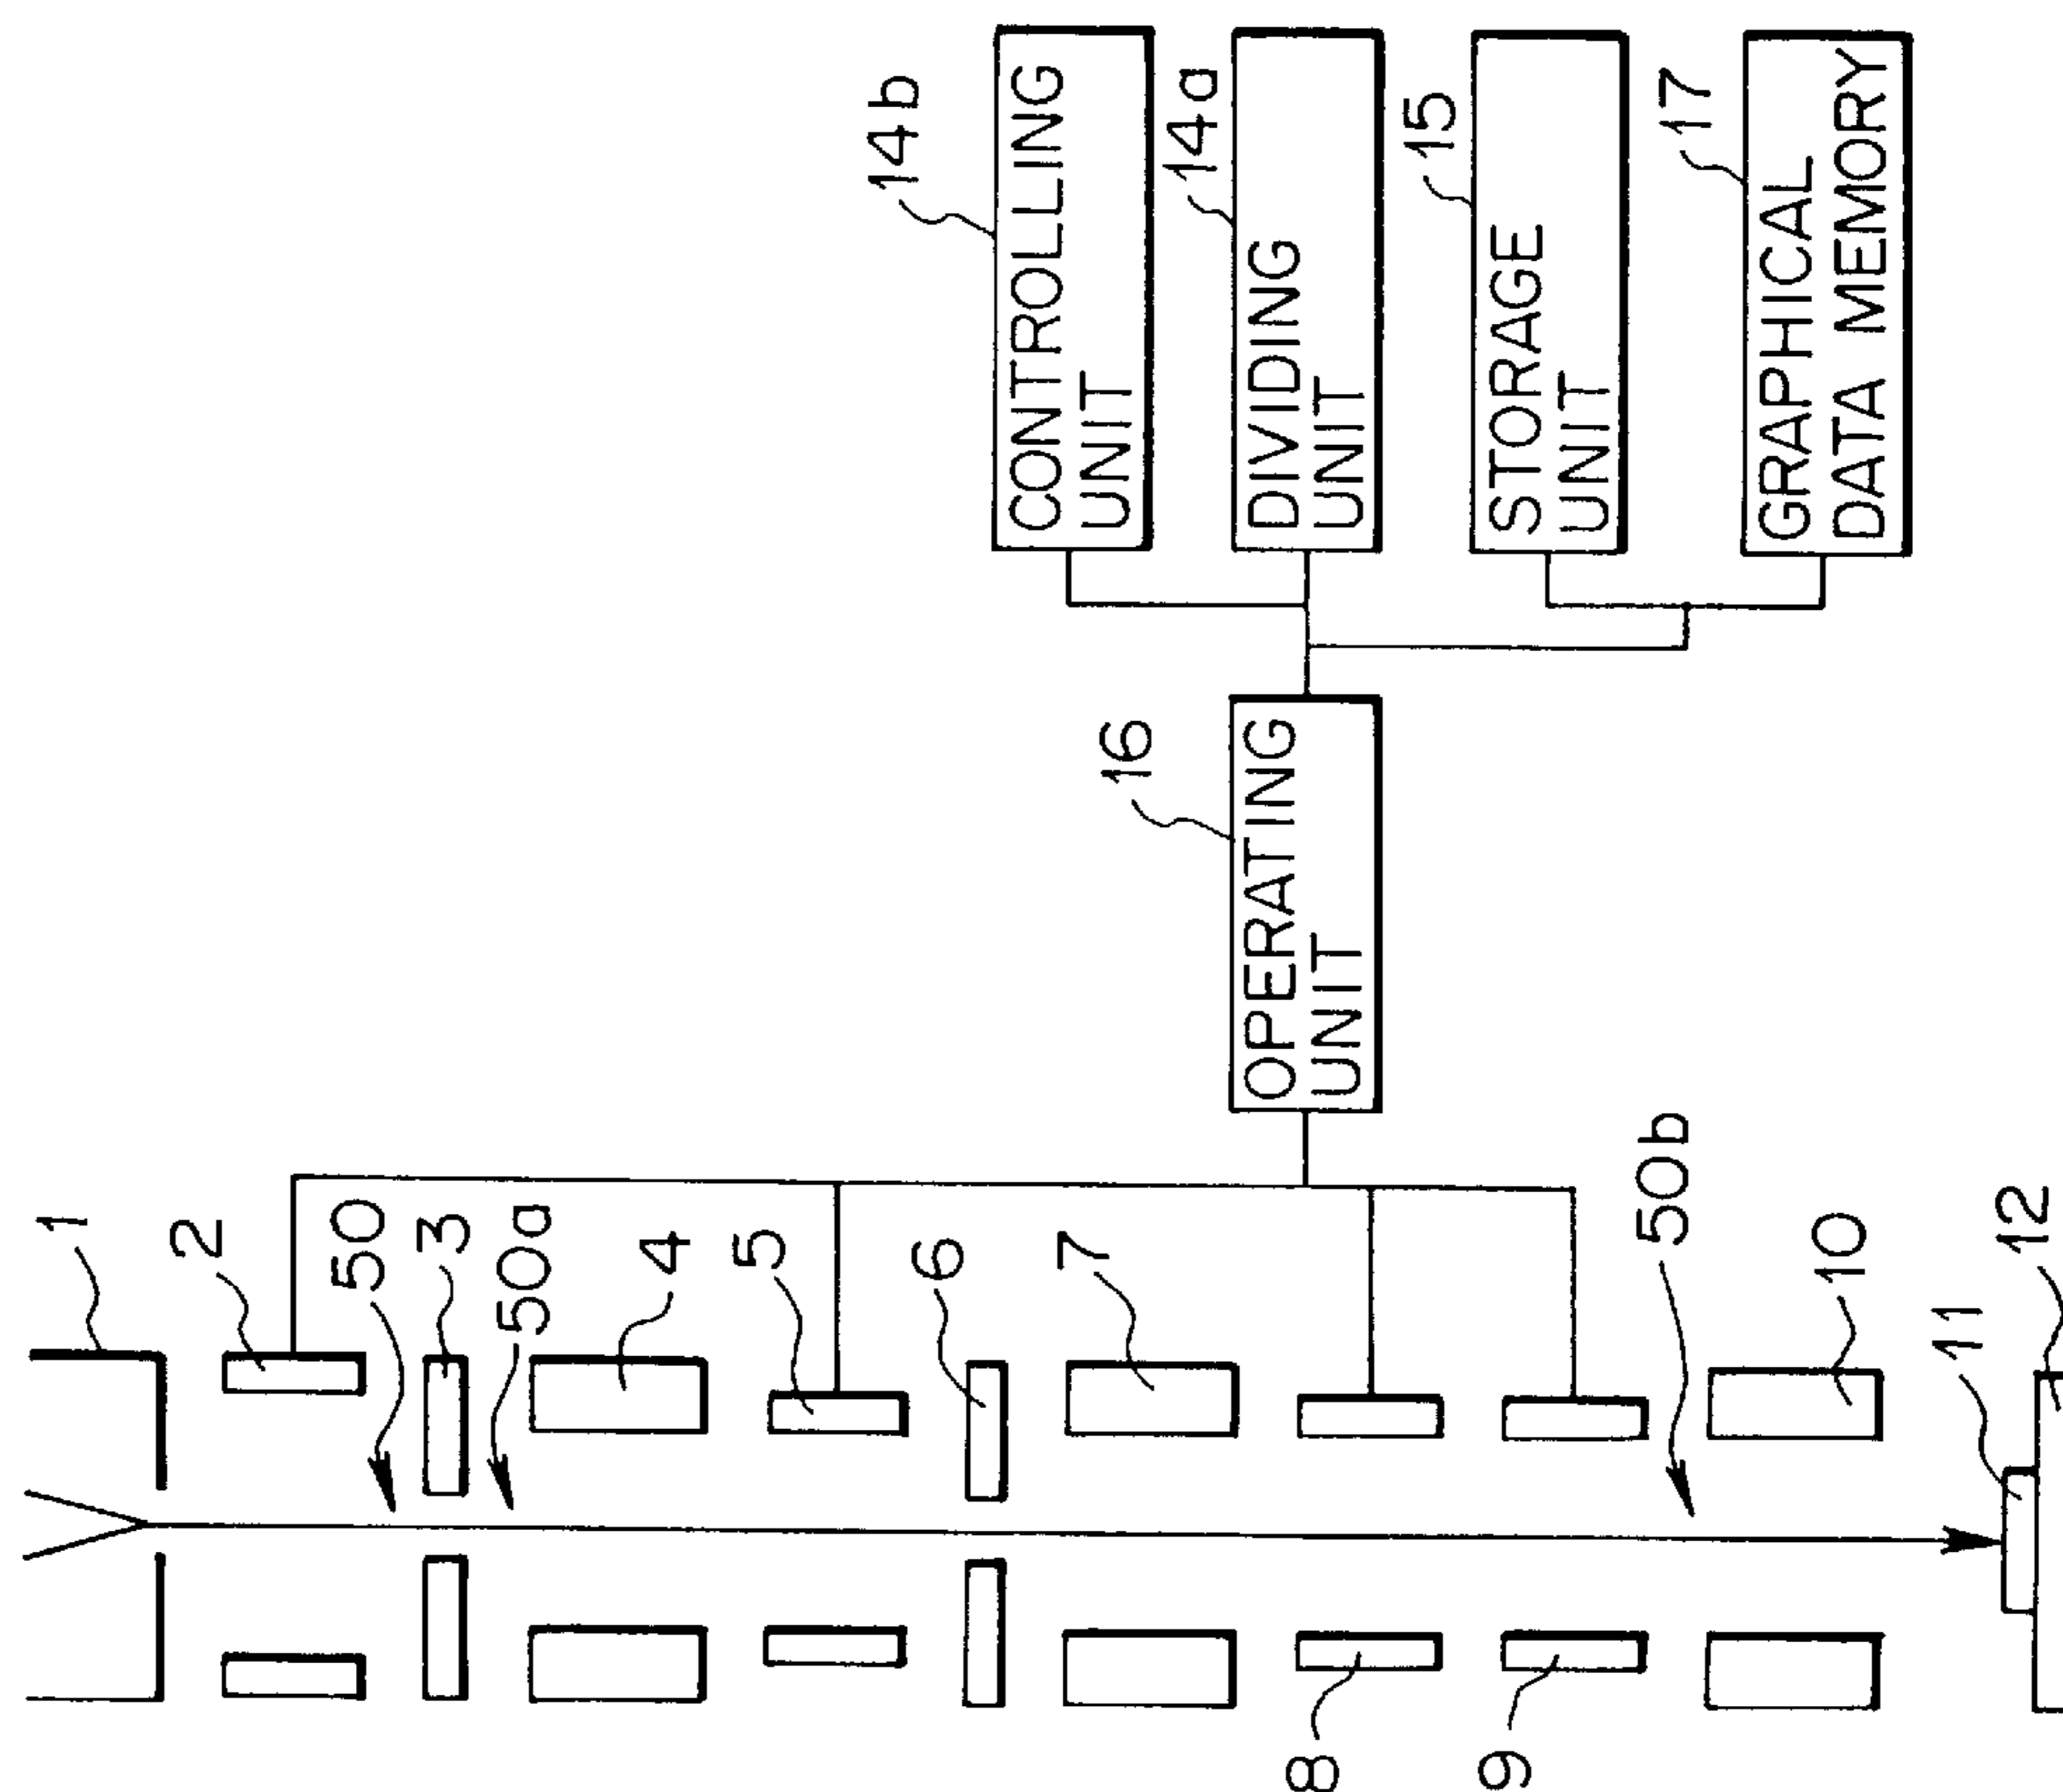 14b
CONTROLLING
UNIT
14a
DIVIDING
UNIT
15
STORAGE
UNIT
17
GRAPHICAL
DATA MEMORY
16
OPERATING
UNIT
1
2
50
3
50a
4
5
6
7
50b
10
11
12
8
9